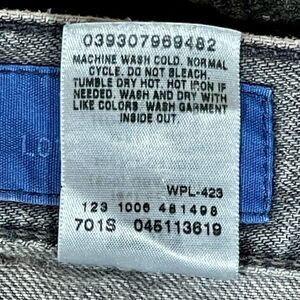 039307969482
MACHINE WASH COLD. NORMAL
CYCLE. DO NOT BLEACH.
TUMBLE DRY HOT. HOT IRON IF
NEEDED. WASH AND DRY WITH
LIKE COLORS. WASH GARMENT
INSIDE OUT.
LO
WPL-423
123 1006 481498
701S 045113619